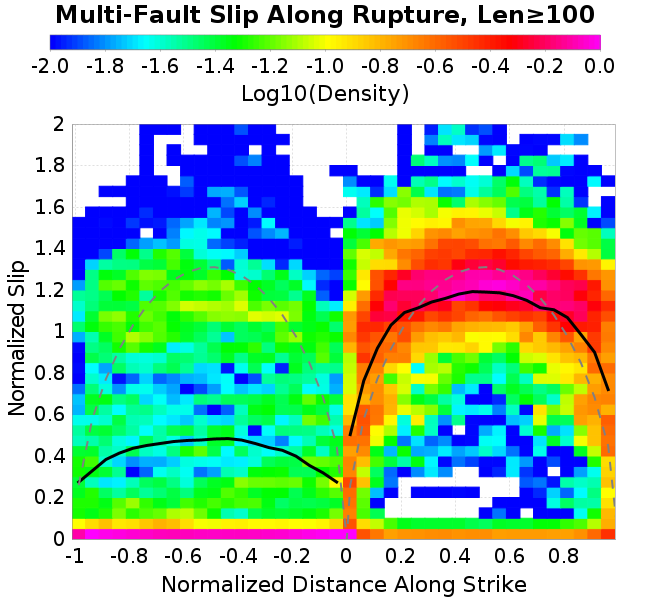 Multi-Fault Slip Along Rupture, Len≥100
-2.0 -1.8 -1.6 -1.4 -1.2 -1.0 -0.8 -0.6 -0.4 -0.2 0.0
Log10(Density)
2
1.8
1.6
1.4
1.2
1
0.8
0.6
0.4
0.2
0
Normalized Slip
-1 -0.8 -0.6 -0.4 -0.2 0 0.2 0.4 0.6 0.8
Normalized Distance Along Strike